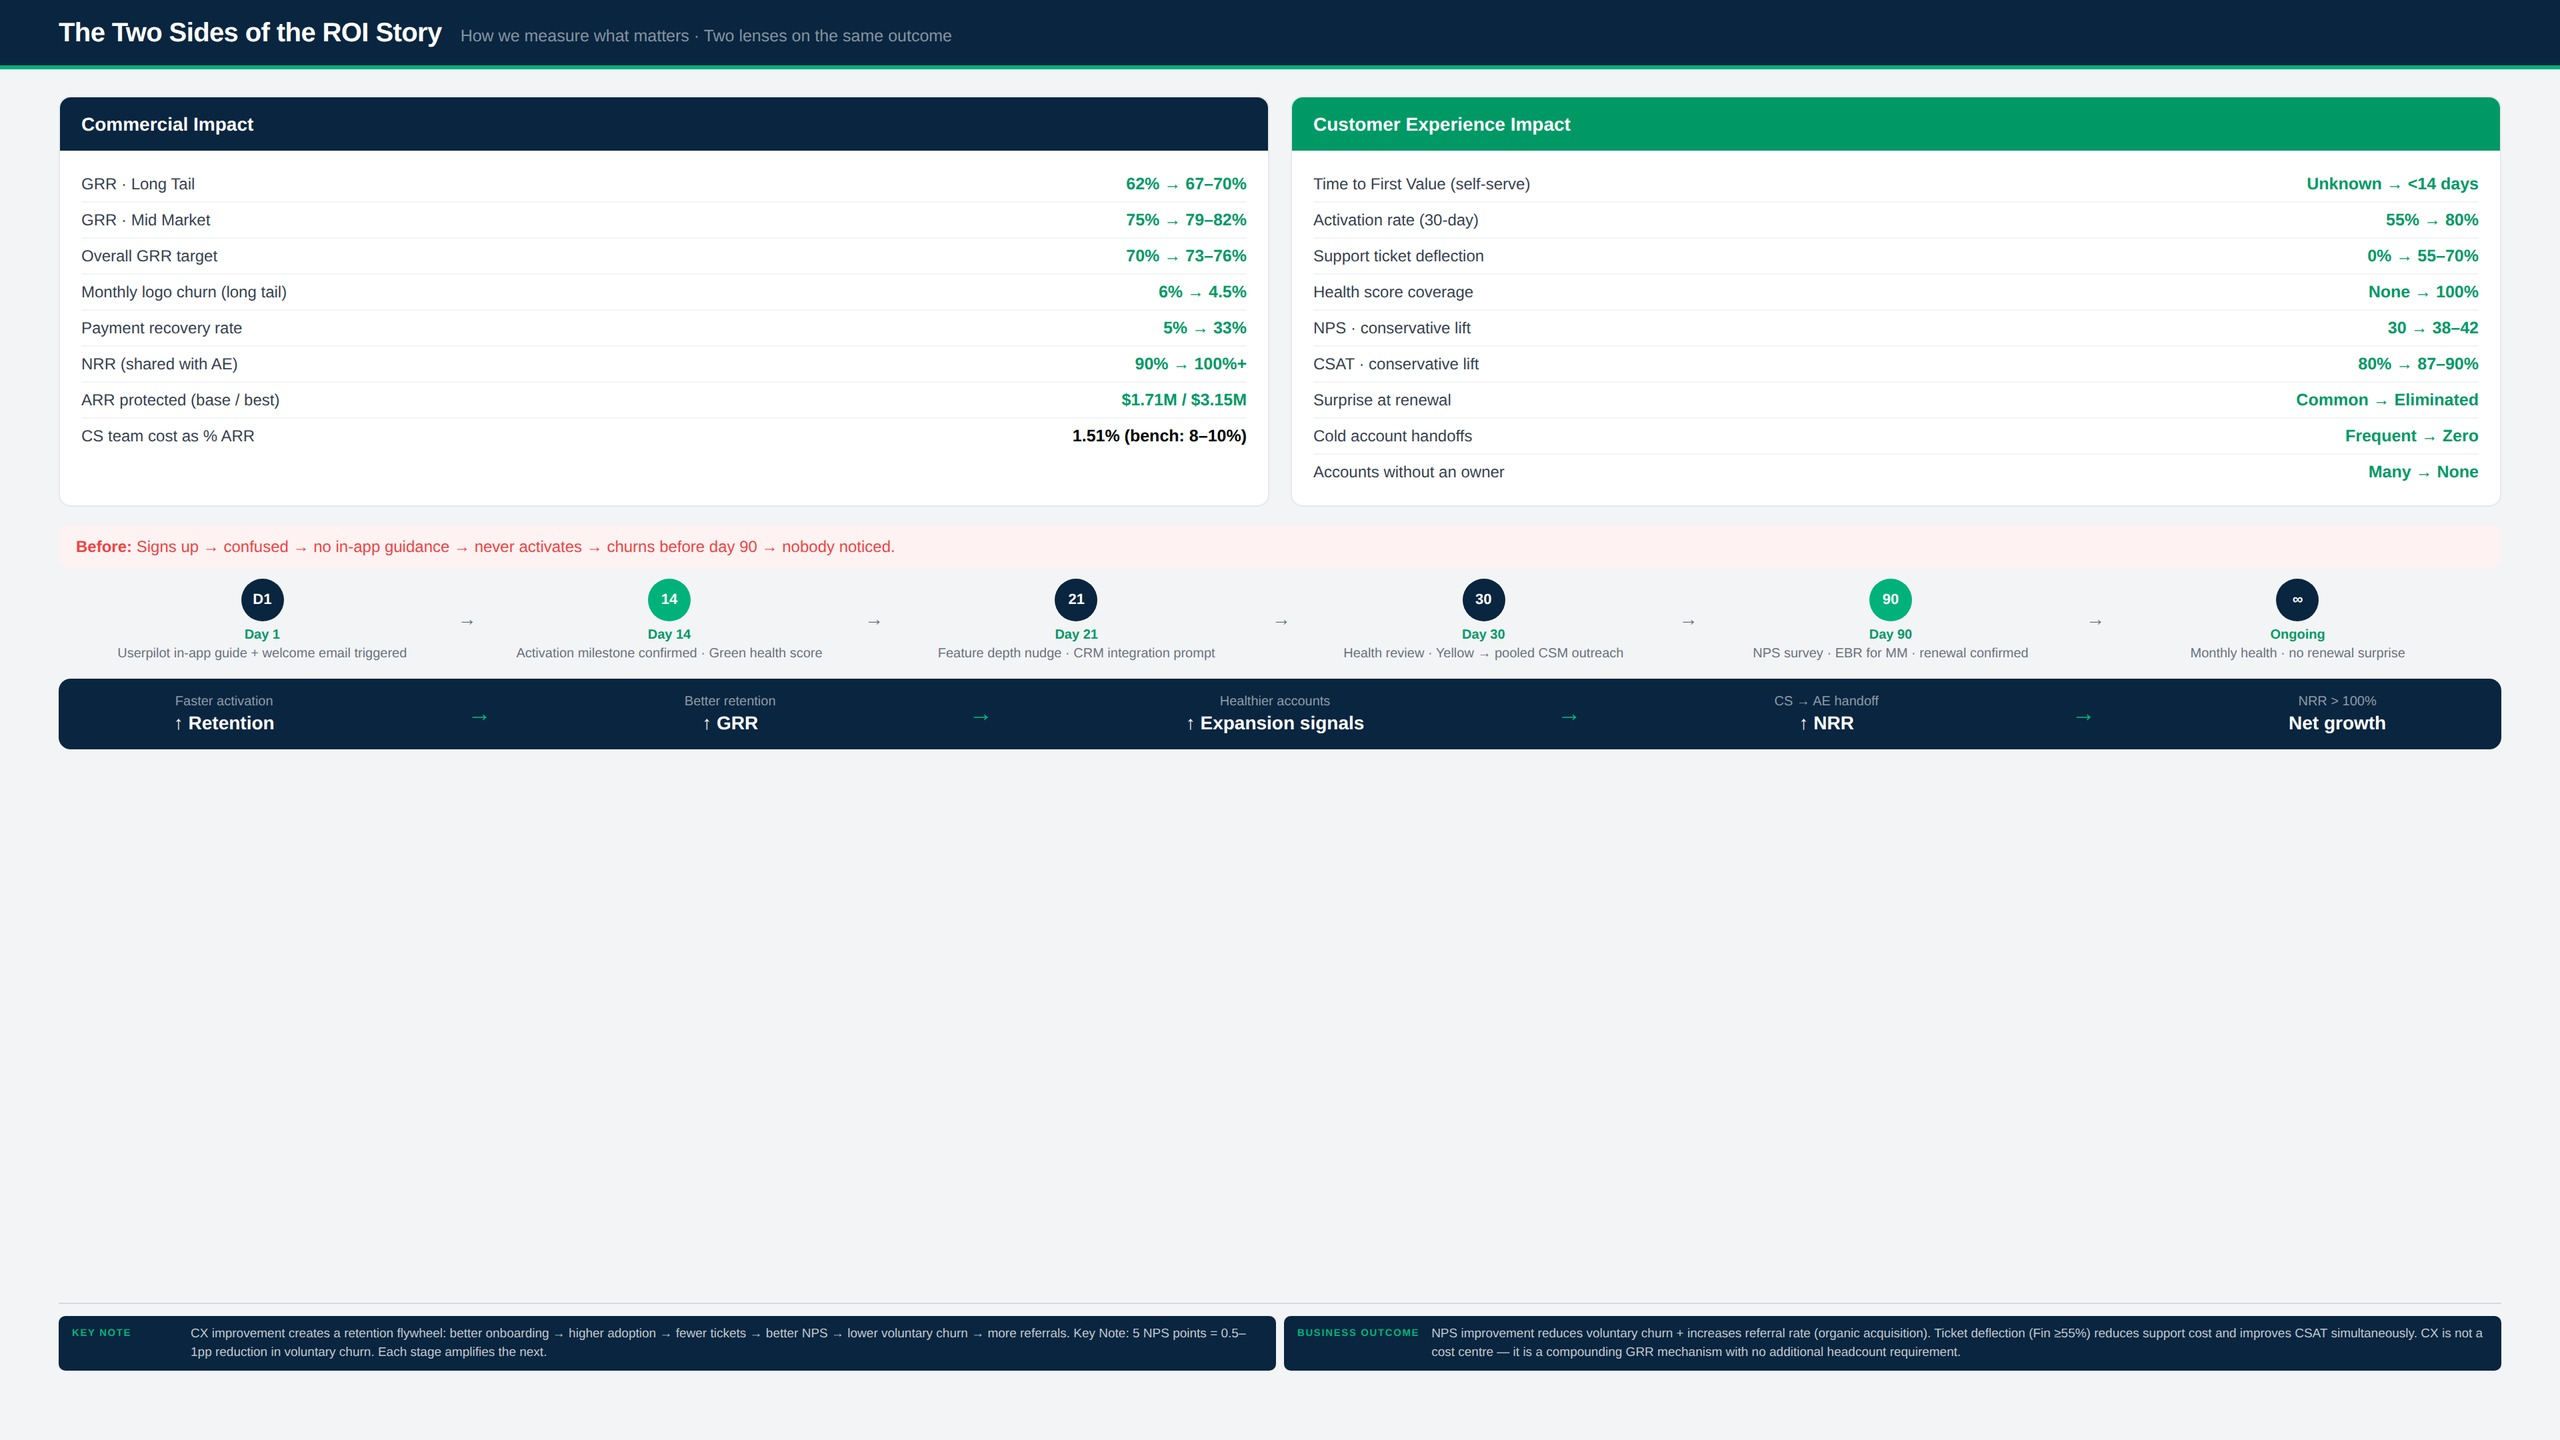 The Two Sides of the ROI Story
How we measure what matters · Two lenses on the same outcome
Commercial Impact
GRR · Long Tail 62% → 67–70%
GRR · Mid Market 75% → 79–82%
Overall GRR target 70% → 73–76%
Monthly logo churn (long tail) 6% → 4.5%
Payment recovery rate 5% → 33%
NRR (shared with AE) 90% → 100%+
ARR protected (base / best) $1.71M / $3.15M
CS team cost as % ARR 1.51% (bench: 8–10%)
Customer Experience Impact
Time to First Value (self-serve) Unknown → <14 days
Activation rate (30-day) 55% → 80%
Support ticket deflection 0% → 55–70%
Health score coverage None → 100%
NPS · conservative lift 30 → 38–42
CSAT · conservative lift 80% → 87–90%
Surprise at renewal Common → Eliminated
Cold account handoffs Frequent → Zero
Accounts without an owner Many → None
Before: Signs up → confused → no in-app guidance → never activates → churns before day 90 → nobody noticed.
D1
Day 1
Userpilot in-app guide + welcome email triggered
→
14
Day 14
Activation milestone confirmed · Green health score
→
21
Day 21
Feature depth nudge · CRM integration prompt
→
30
Day 30
Health review · Yellow → pooled CSM outreach
→
90
Day 90
NPS survey · EBR for MM · renewal confirmed
→
∞
Ongoing
Monthly health · no renewal surprise
Faster activation
↑ Retention
→
Better retention
↑ GRR
→
Healthier accounts
↑ Expansion signals
→
CS → AE handoff
↑ NRR
→
NRR > 100%
Net growth
KEY NOTE
CX improvement creates a retention flywheel: better onboarding → higher adoption → fewer tickets → better NPS → lower voluntary churn → more referrals. Key Note: 5 NPS points = 0.5–
1pp reduction in voluntary churn. Each stage amplifies the next.
BUSINESS OUTCOME
NPS improvement reduces voluntary churn + increases referral rate (organic acquisition). Ticket deflection (Fin ≥55%) reduces support cost and improves CSAT simultaneously. CX is not a
cost centre — it is a compounding GRR mechanism with no additional headcount requirement.